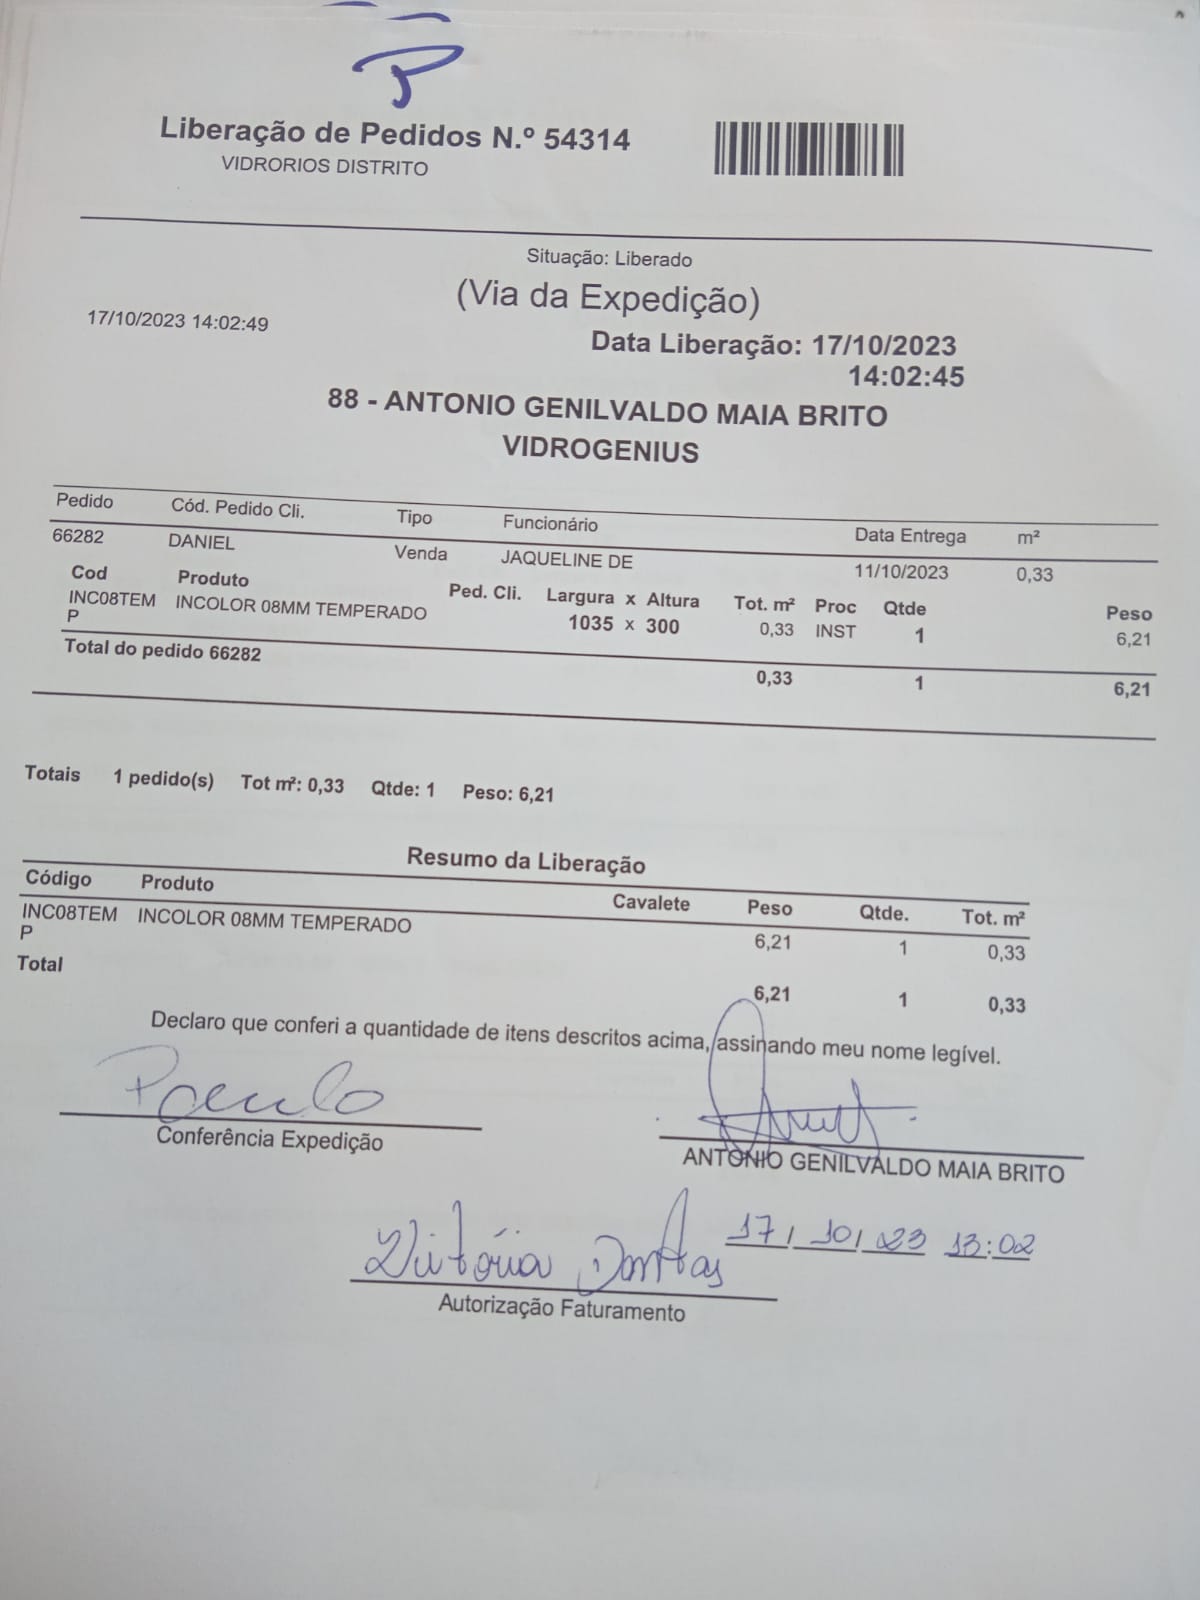 P
Liberação de Pedidos N.º 54314
VIDRORIOS DISTRITO
Situação: Liberado
(Via da Expedição)
17/10/2023 14:02:49
Data Liberação: 17/10/2023
14:02:45
88 - ANTONIO GENILVALDO MAIA BRITO
VIDROGENIUS
Pedido Cód. Pedido Cli. Tipo Funcionário Data Entrega m²
66282 DANIEL Venda JAQUELINE DE 11/10/2023 0,33
Cod Produto Ped. Cli. Largura x Altura Tot. m² Proc Qtde Peso
INC08TEM INCOLOR 08MM TEMPERADO 1035 x 300 0,33 INST 1 6,21
P
Total do pedido 66282 0,33 1 6,21
Totais 1 pedido(s) Tot m²: 0,33 Qtde: 1 Peso: 6,21
Resumo da Liberação
Código Produto Cavalete Peso Qtde. Tot. m²
INC08TEM INCOLOR 08MM TEMPERADO 6,21 1 0,33
P
Total 6,21 1 0,33
Declaro que conferi a quantidade de itens descritos acima, assinando meu nome legível.
Paulo
Conferência Expedição
ANTONIO GENILVALDO MAIA BRITO
17/10/23 13:02
Vitória Dantas
Autorização Faturamento